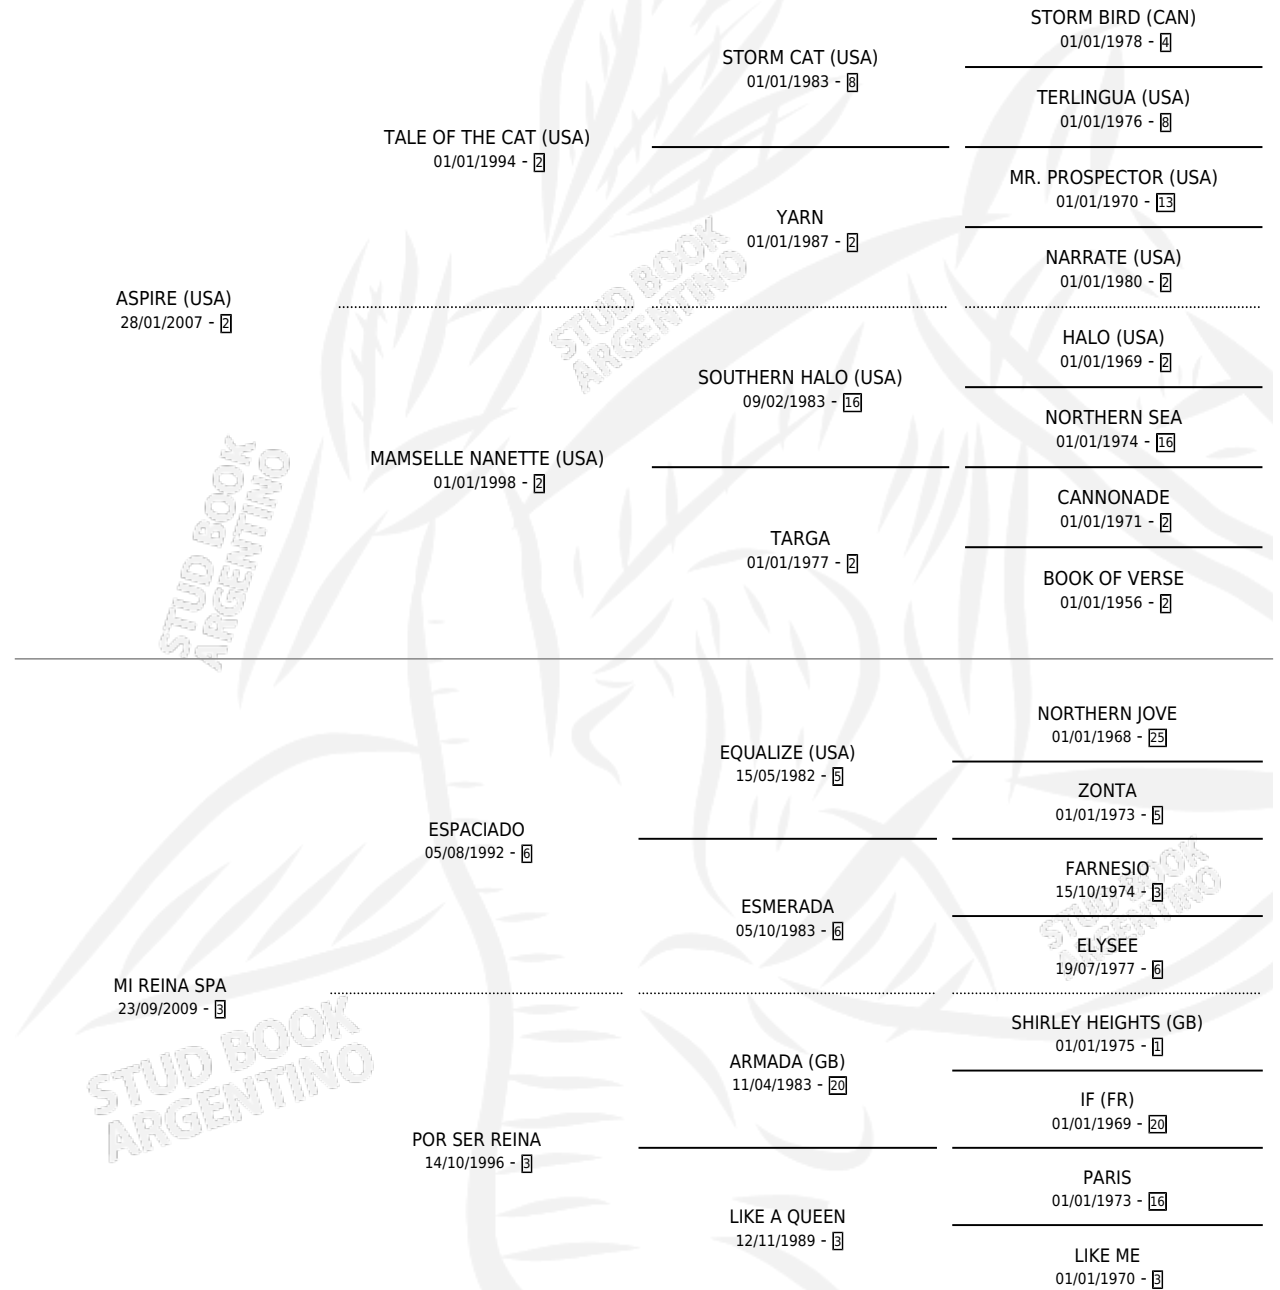 STORM BIRD (CAN)
01/01/1978 - 4
STORM CAT (USA)
01/01/1983 - 8
TERLINGUA (USA)
01/01/1976 - 8
TALE OF THE CAT (USA)
01/01/1994 - 2
MR. PROSPECTOR (USA)
01/01/1970 - 13
YARN
01/01/1987 - 2
NARRATE (USA)
01/01/1980 - 2
ASPIRE (USA)
28/01/2007 - 2
STUD BOOK
ARGENTINO
HALO (USA)
01/01/1969 - 2
SOUTHERN HALO (USA)
09/02/1983 - 16
NORTHERN SEA
01/01/1974 - 16
MAMSELLE NANETTE (USA)
01/01/1998 - 2
CANNONADE
01/01/1971 - 2
TARGA
01/01/1977 - 2
BOOK OF VERSE
01/01/1956 - 2
STUD BOOK
ARGENTINO
NORTHERN JOVE
01/01/1968 - 25
EQUALIZE (USA)
15/05/1982 - 5
ZONTA
01/01/1973 - 5
ESPACIADO
05/08/1992 - 6
FARNESIO
15/10/1974 - 3
ESMERADA
05/10/1983 - 6
STUD BOOK
ARGENTINO
ELYSEE
19/07/1977 - 6
MI REINA SPA
23/09/2009 - 3
STUD BOOK
ARGENTINO
SHIRLEY HEIGHTS (GB)
01/01/1975 - 1
ARMADA (GB)
11/04/1983 - 20
IF (FR)
01/01/1969 - 20
POR SER REINA
14/10/1996 - 3
PARIS
01/01/1973 - 16
LIKE A QUEEN
12/11/1989 - 3
LIKE ME
01/01/1970 - 3